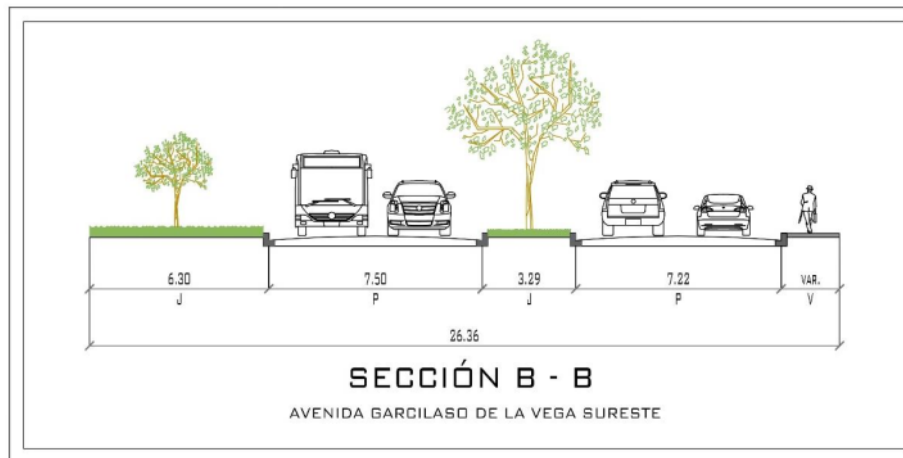 6.30 7.50 3.29 7.22 VAR.
J P J P V
26.36
SECCIÓN B - B
AVENIDA GARCILASO DE LA VEGA SURESTE